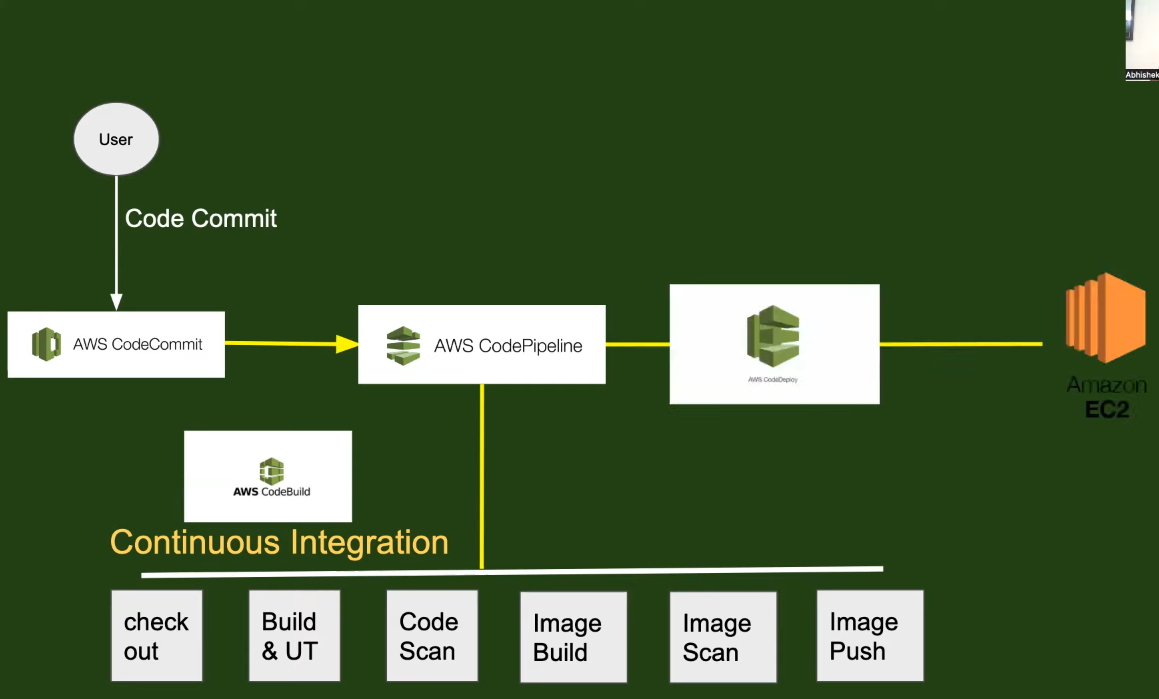 Abhishek
User
Code Commit
AWS CodeCommit
AWS CodePipeline
AWS CodeDeploy
Amazon
EC2
AWS CodeBuild
Continuous Integration
check
out
Build
& UT
Code
Scan
Image
Build
Image
Scan
Image
Push